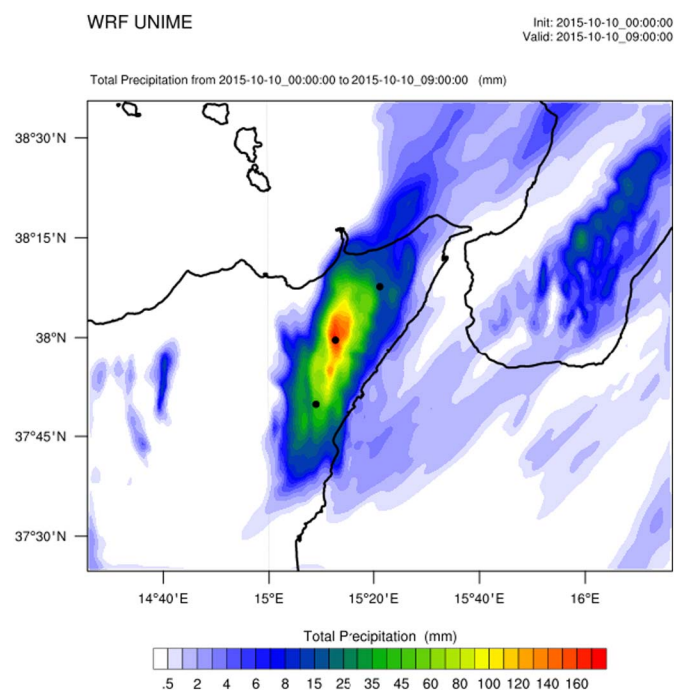 WRF UNIME
Init: 2015-10-10_00:00:00
Valid: 2015-10-10_09:00:00
Total Precipitation from 2015-10-10_00:00:00 to 2015-10-10_09:00:00 (mm)
38°30'N
38°15'N
38°N
37°45'N
37°30'N
14°40'E 15°E 15°20'E 15°40'E 16°E
Total Precipitation (mm)
.5 2 4 6 8 15 25 35 45 60 80 100 120 140 160